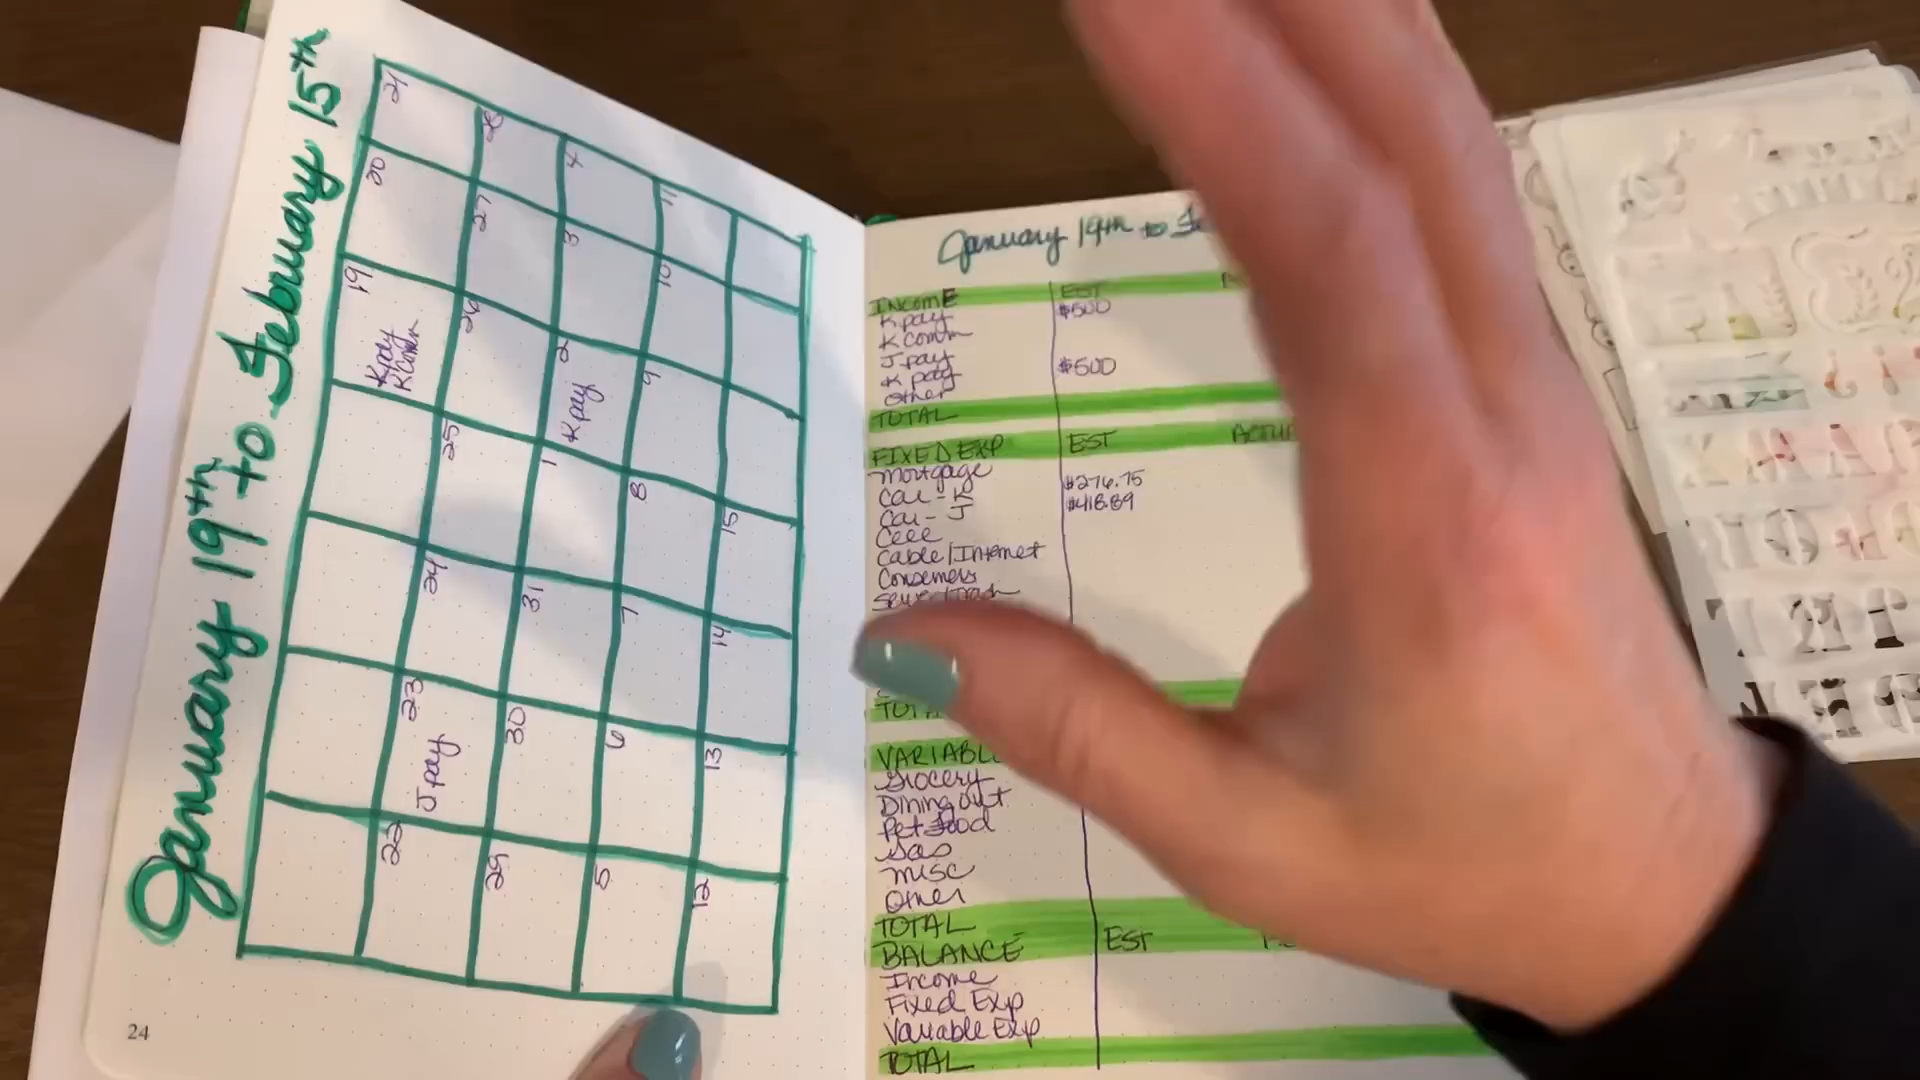 January 19th to February 15th
19
20
21
Kpay
K Comm
22
23
24
25
26
27
28
J pay
29
30
31
1
2
3
4
K pay
5
6
7
8
9
10
11
12
13
14
15
24
January 19th to
INCOME EST
K pay $500
K comm
J pay
K pay $500
Other
TOTAL
FIXED EXP EST
Mortgage
Car - K $276.75
Car - J $418.89
Cable/Internet
Consumers
TOTAL
VARIABLE
Grocery
Dining out
Pet Food
Gas
Misc
Other
TOTAL
BALANCE EST
Income
Fixed Exp
Variable Exp
TOTAL